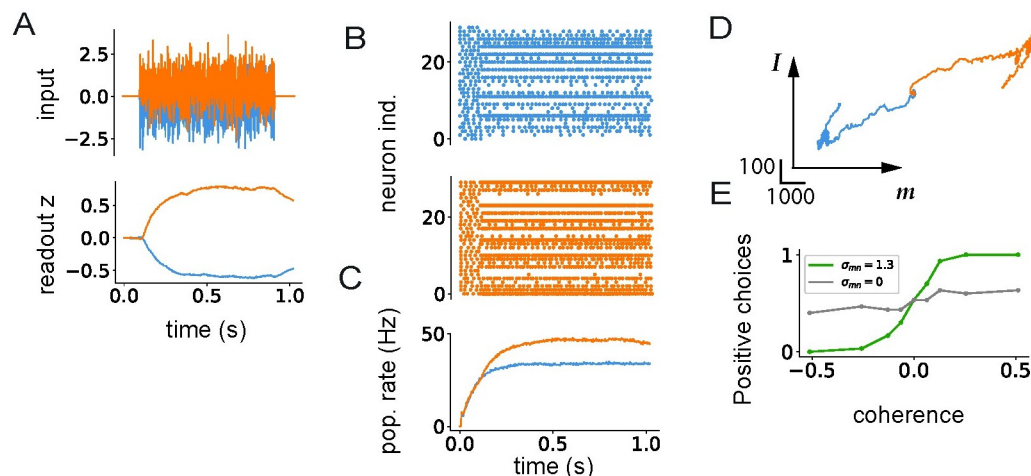 A
input
2.5
0.0
−2.5
readout z
0.5
0.0
−0.5
0.0
0.5
1.0
time (s)
B
neuron ind.
20
0
20
0
C
pop. rate (Hz)
50
0
0.0
0.5
1.0
time (s)
D
I
100
1000
m
E
Positive choices
1
0
σmn = 1.3
σmn = 0
−0.5
0.0
0.5
coherence